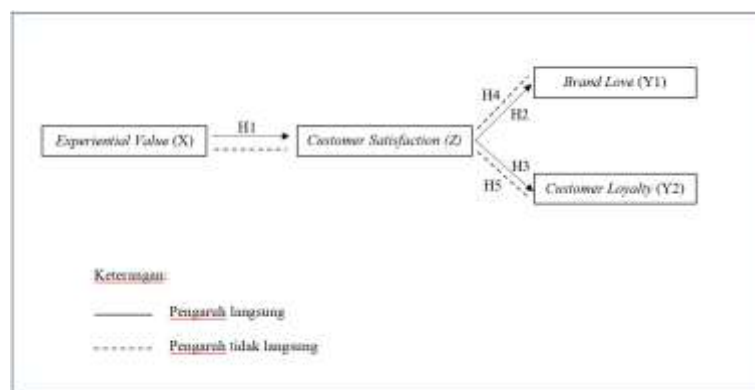 Brand Love (Y1)
H4
H2
H1
Experiential Value (X)
Customer Satisfaction (Z)
H3
H5
Customer Loyalty (Y2)
Keterangan:
Pengaruh langsung
Pengaruh tidak langsung